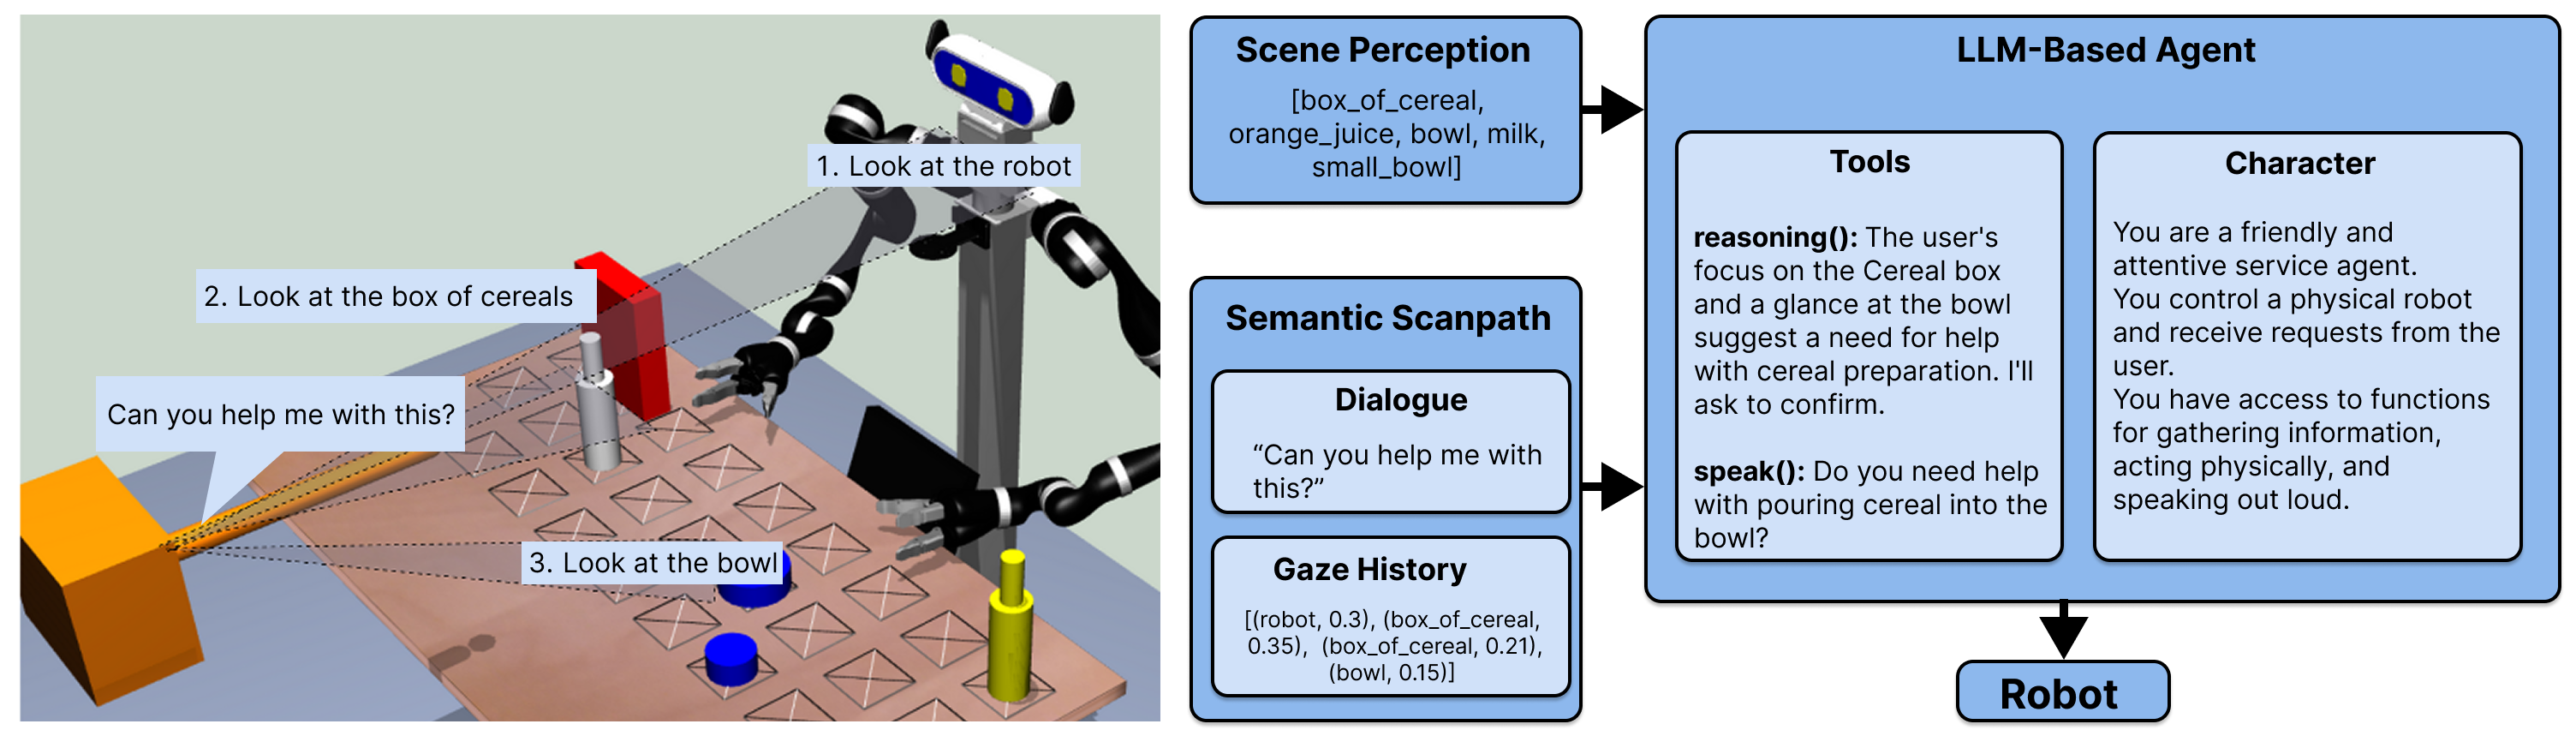 1. Look at the robot
2. Look at the box of cereals
Can you help me with this?
3. Look at the bowl
Scene Perception
[box_of_cereal,
orange_juice, bowl, milk,
small_bowl]
Semantic Scanpath
Dialogue
“Can you help me with
this?”
Gaze History
[(robot, 0.3), (box_of_cereal,
0.35), (box_of_cereal, 0.21),
(bowl, 0.15)]
LLM-Based Agent
Tools
reasoning(): The user's
focus on the Cereal box
and a glance at the bowl
suggest a need for help
with cereal preparation. I'll
ask to confirm.
speak(): Do you need help
with pouring cereal into the
bowl?
Character
You are a friendly and
attentive service agent.
You control a physical robot
and receive requests from the
user.
You have access to functions
for gathering information,
acting physically, and
speaking out loud.
Robot